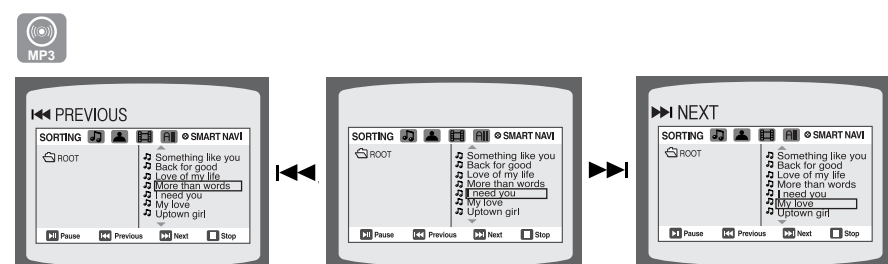 MP3
PREVIOUS
SORTING All SMART NAVI
ROOT
Something like you
Back for good
Love of my life
More than words
I need you
My love
Uptown girl
Pause Previous Next Stop
SORTING All SMART NAVI
ROOT
Something like you
Back for good
Love of my life
More than words
I need you
My love
Uptown girl
Pause Previous Next Stop
NEXT
SORTING All SMART NAVI
ROOT
Something like you
Back for good
Love of my life
More than words
I need you
My love
Uptown girl
Pause Previous Next Stop